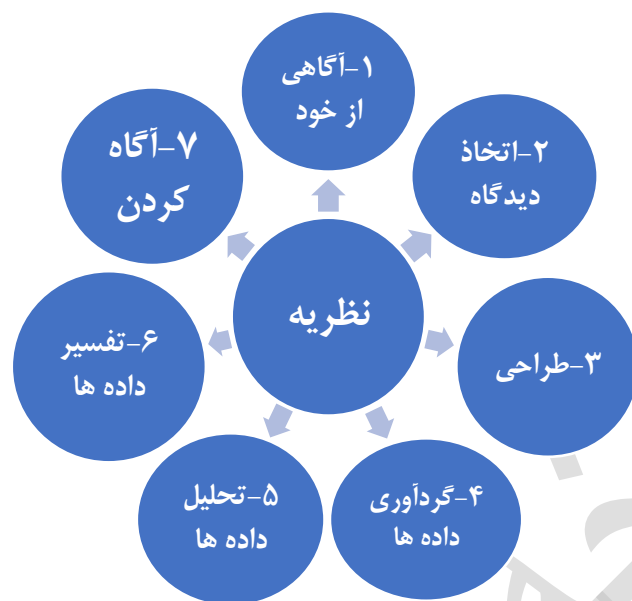 نظریه
۱-آگاهی
از خود
۲-اتخاذ
دیدگاه
۳-طراحی
۴-گردآوری
داده ها
۵-تحلیل
داده ها
۶-تفسیر
داده ها
۷-آگاه
کردن